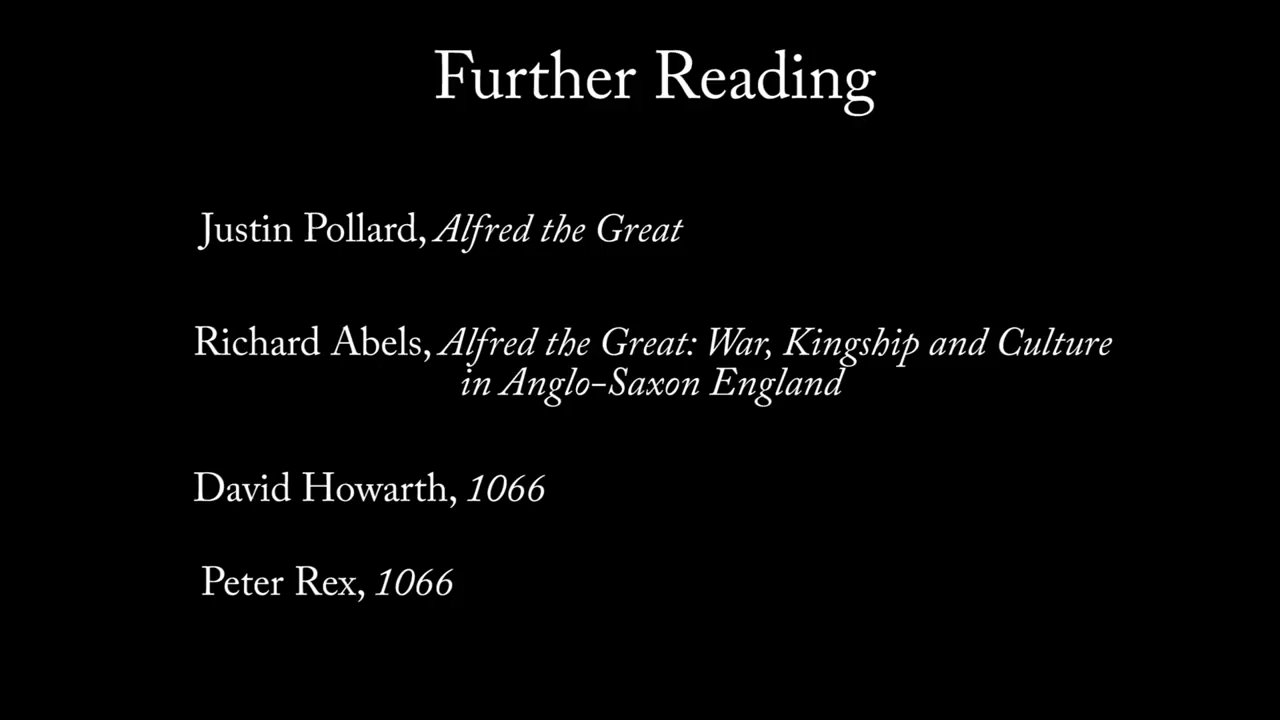 Further Reading
Justin Pollard, Alfred the Great
Richard Abels, Alfred the Great: War, Kingship and Culture
in Anglo-Saxon England
David Howarth, 1066
Peter Rex, 1066